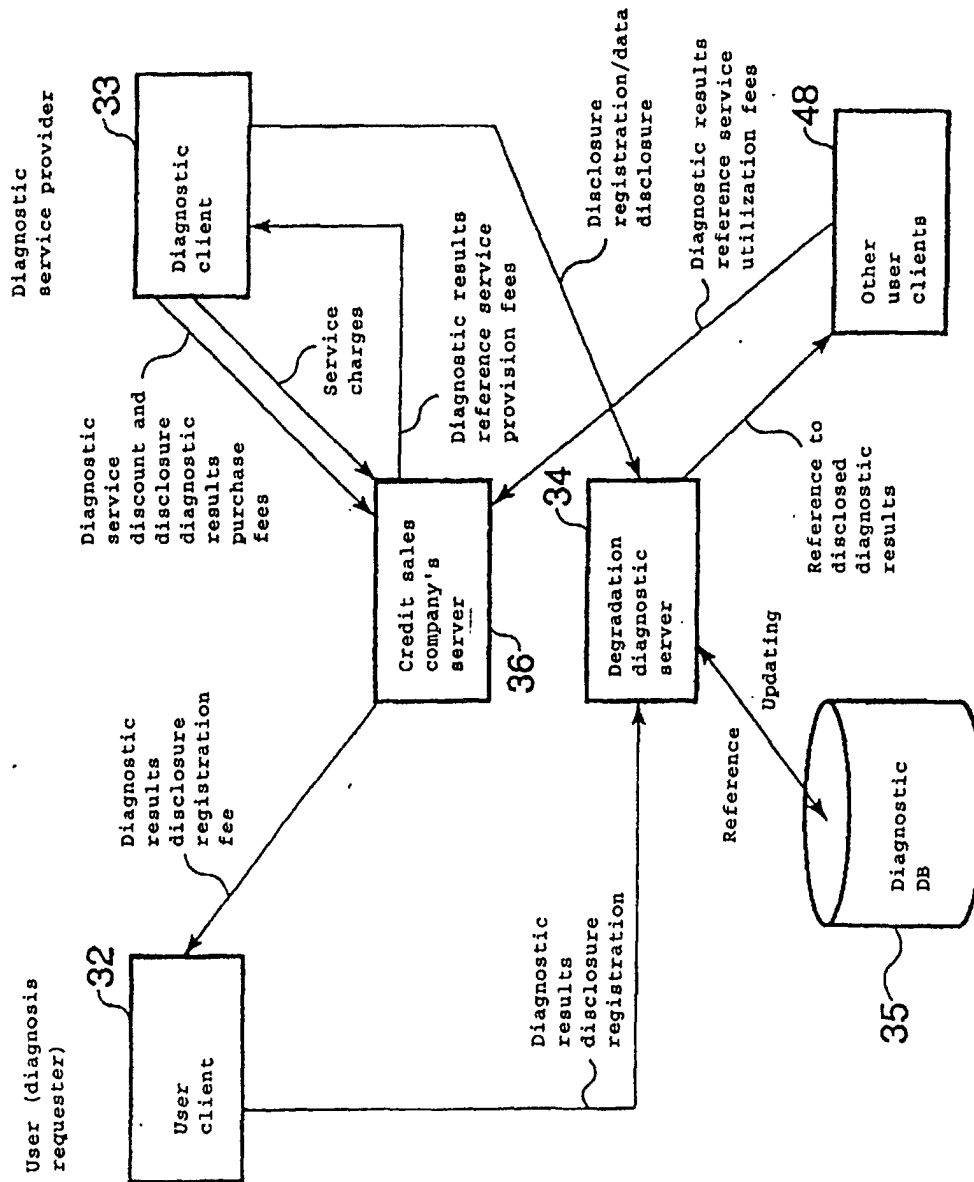 User (diagnosis
requester)
Diagnostic
service provider
32
User
client
33
Diagnostic
client
Diagnostic
results
disclosure
registration
fee
Diagnostic
service
discount and
disclosure
diagnostic
results
purchase
fees
Service
charges
Credit sales
company's
server
36
Diagnostic results
reference service
provision fees
Disclosure
registration/data
disclosure
Diagnostic
results
disclosure
registration
34
Degradation
diagnostic
server
Diagnostic results
reference service
utilization fees
Reference
Updating
Reference to
disclosed
diagnostic
results
35
Diagnostic
DB
48
Other
user
clients